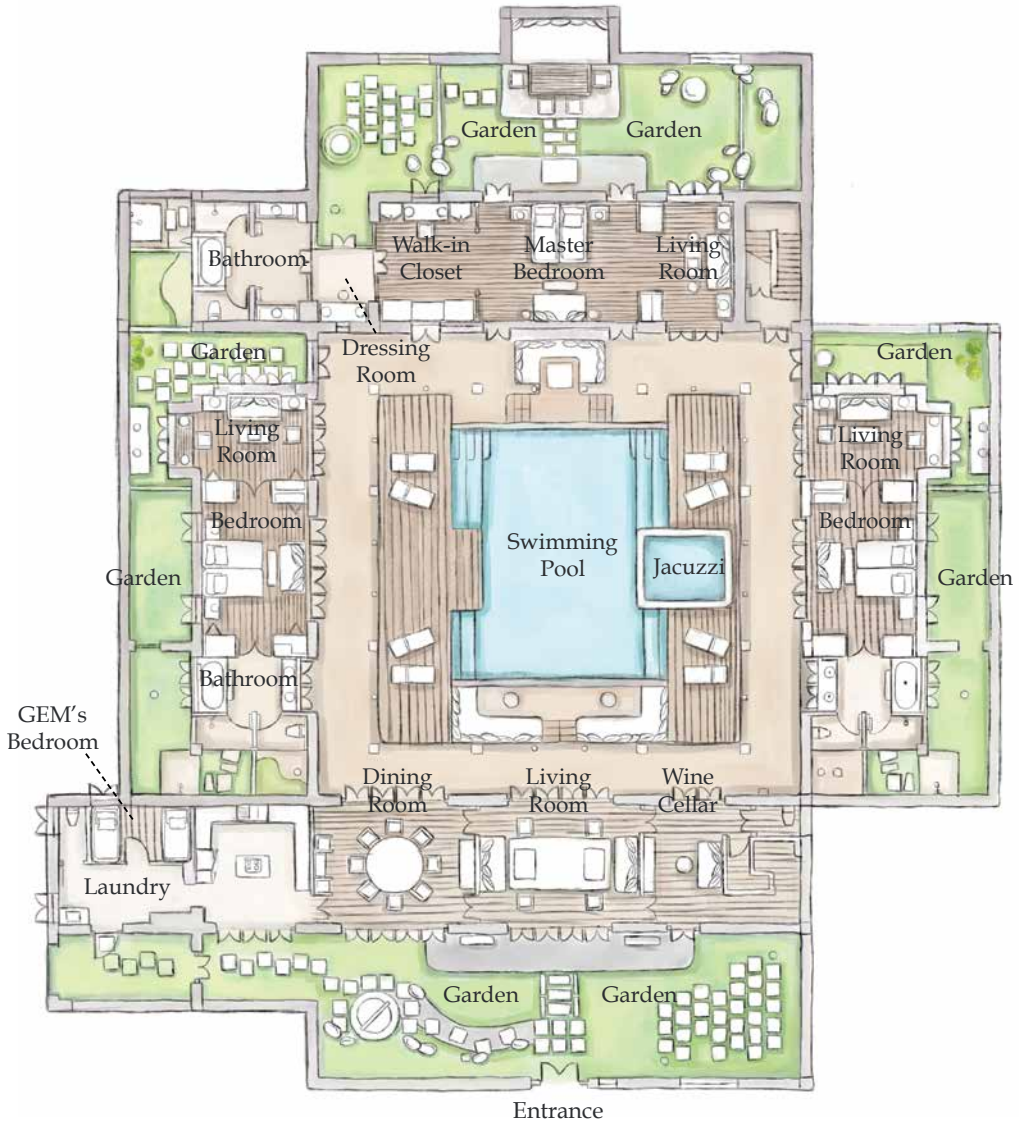 Garden
Garden
Bathroom
Walk-in
Closet
Master
Bedroom
Living
Room
Dressing
Room
Garden
Garden
Living
Room
Living
Room
Bedroom
Bedroom
Swimming
Pool
Jacuzzi
Garden
Garden
Bathroom
GEM's
Bedroom
Dining
Room
Living
Room
Wine
Cellar
Laundry
Garden
Garden
Entrance